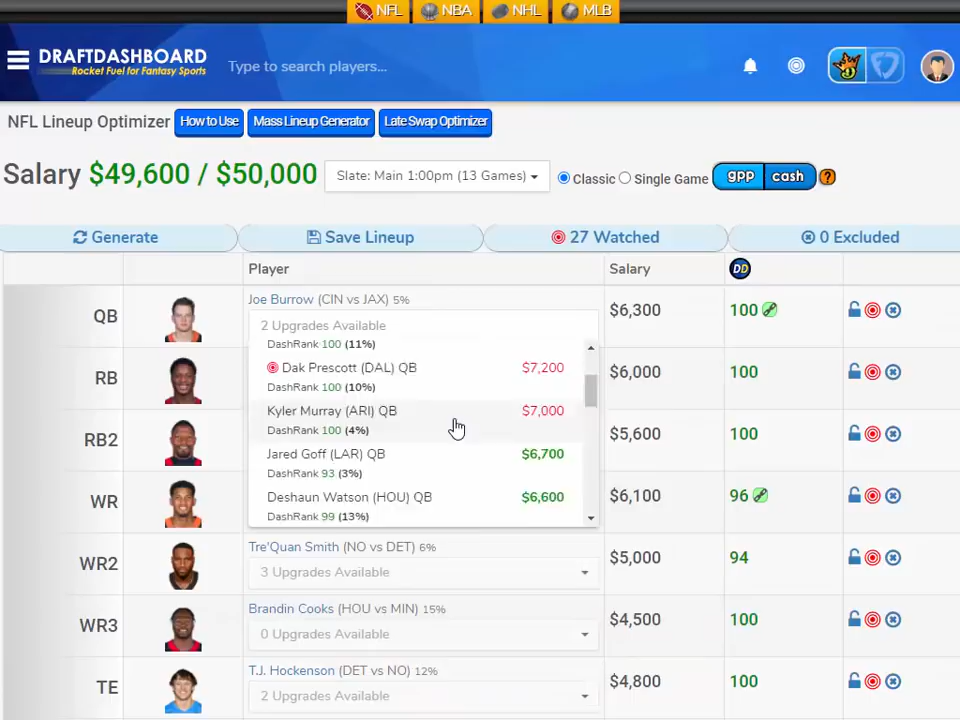 NFL NBA NHL MLB
DRAFTDASHBOARD
Rocket Fuel for Fantasy Sports
Type to search players...
NFL Lineup Optimizer How to Use Mass Lineup Generator Late Swap Optimizer
Salary $49,600 / $50,000 Slate: Main 1:00pm (13 Games) Classic Single Game gpp cash ?
Generate Save Lineup 27 Watched 0 Excluded
Player Salary DD
QB Joe Burrow (CIN vs JAX) 5% $6,300 100
2 Upgrades Available
DashRank 100 (11%)
Dak Prescott (DAL) QB $7,200
DashRank 100 (10%)
Kyler Murray (ARI) QB $7,000
DashRank 100 (4%)
Jared Goff (LAR) QB $6,700
DashRank 93 (3%)
Deshaun Watson (HOU) QB $6,600
DashRank 99 (13%)
RB $6,000 100
RB2 $5,600 100
WR $6,100 96
WR2 Tre'Quan Smith (NO vs DET) 6% $5,000 94
3 Upgrades Available
WR3 Brandin Cooks (HOU vs MIN) 15% $4,500 100
0 Upgrades Available
TE T.J. Hockenson (DET vs NO) 12% $4,800 100
2 Upgrades Available